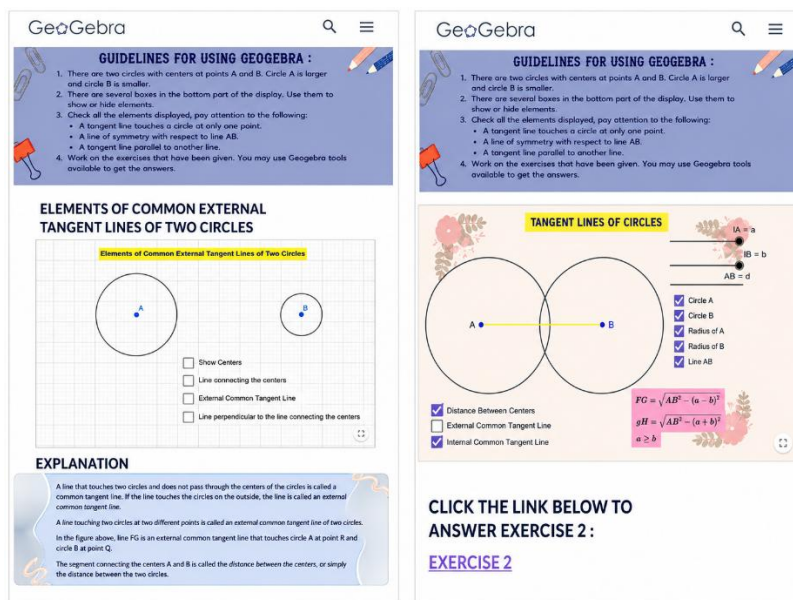 GeoGebra
GUIDELINES FOR USING GEOGEBRA :
1. There are two circles with centers at points A and B. Circle A is larger
and circle B is smaller.
2. There are several boxes in the bottom part of the display. Use them to
show or hide elements.
3. Check all the elements displayed, pay attention to the following:
• A tangent line touches a circle at only one point.
• A line of symmetry with respect to line AB.
• A tangent line parallel to another line.
4. Work on the exercises that have been given. You may use Geogebra tools
available to get the answers.
ELEMENTS OF COMMON EXTERNAL
TANGENT LINES OF TWO CIRCLES
Elements of Common External Tangent Lines of Two Circles
A
B
Show Centers
Line connecting the centers
External Common Tangent Line
Line perpendicular to the line connecting the centers
EXPLANATION
A line that touches two circles and does not pass through the centers of the circles is called a
common tangent line. If the line touches the circles on the outside, the line is called an external
common tangent line.
A line touching two circles at two different points is called an external common tangent line of two circles.
In the figure above, line FG is an external common tangent line that touches circle A at point R and
circle B at point Q.
The segment connecting the centers A and B is called the distance between the centers, or simply
the distance between the two circles.
GeoGebra
GUIDELINES FOR USING GEOGEBRA :
1. There are two circles with centers at points A and B. Circle A is larger
and circle B is smaller.
2. There are several boxes in the bottom part of the display. Use them to
show or hide elements.
3. Check all the elements displayed, pay attention to the following:
• A tangent line touches a circle at only one point.
• A line of symmetry with respect to line AB.
• A tangent line parallel to another line.
4. Work on the exercises that have been given. You may use Geogebra tools
available to get the answers.
TANGENT LINES OF CIRCLES
IA = a
IB = b
AB = d
Circle A
Circle B
Radius of A
Radius of B
Line AB
A
B
Distance Between Centers
External Common Tangent Line
Internal Common Tangent Line
FG = √AB² − (a − b)²
gH = √AB² − (a + b)²
a ≥ b
CLICK THE LINK BELOW TO
ANSWER EXERCISE 2 :
EXERCISE 2